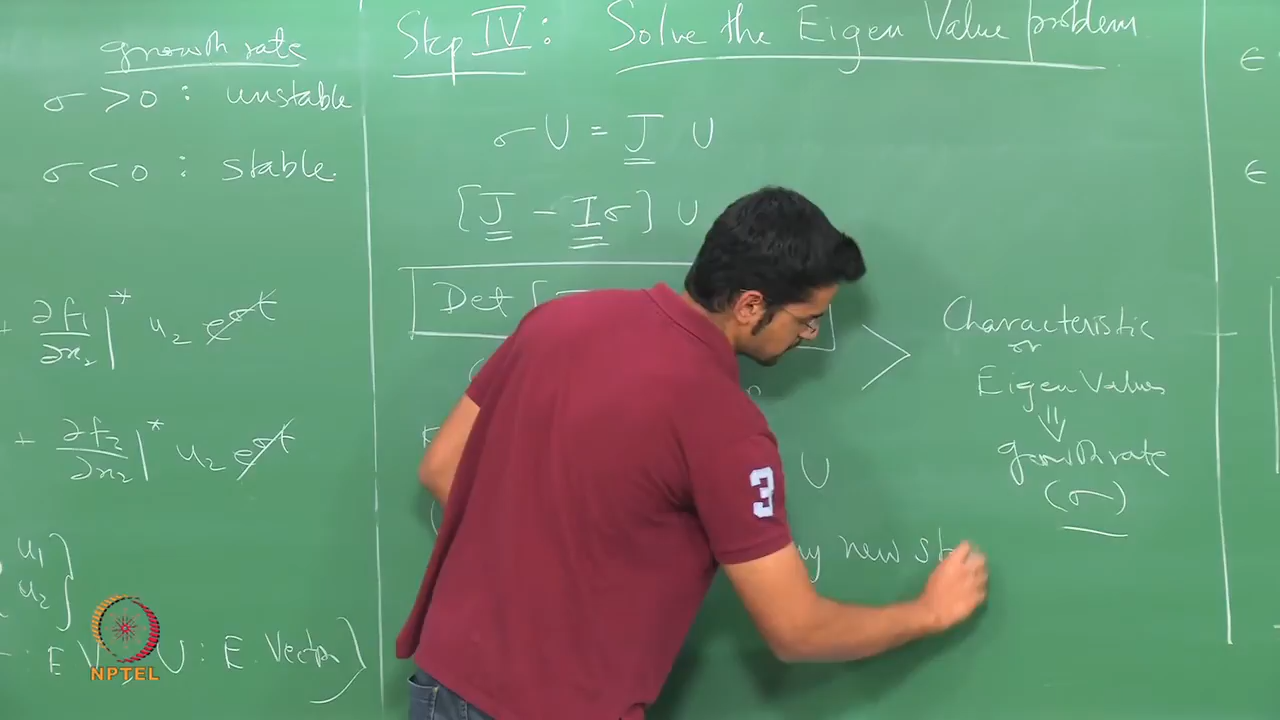 growth rate
σ > 0 : unstable
σ < 0 : stable.
+ ∂f₁/∂x₂ |* u₂ e^σt
+ ∂f₂/∂x₂ |* u₂ e^σt
u₁
u₂
U : E. Vector)
Step IV : Solve the Eigen Value problem
σ U = J U
[J - Iσ] U
Det [
U
new st
Characteristic
or
Eigen Values
⇓
growth rate
(σ)
ϵ
ϵ
3
NPTEL